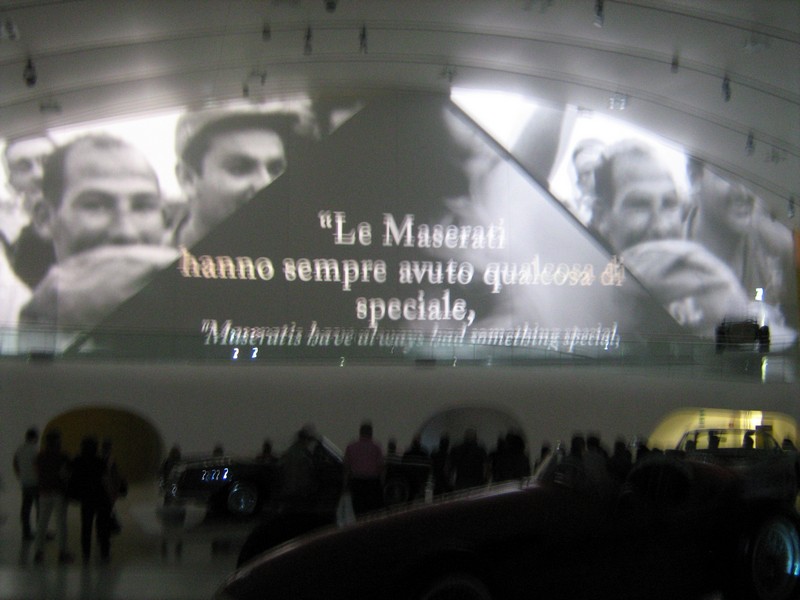 “Le Maserati
hanno sempre avuto qualcosa di
speciale,
"Maseratis have always had something special,